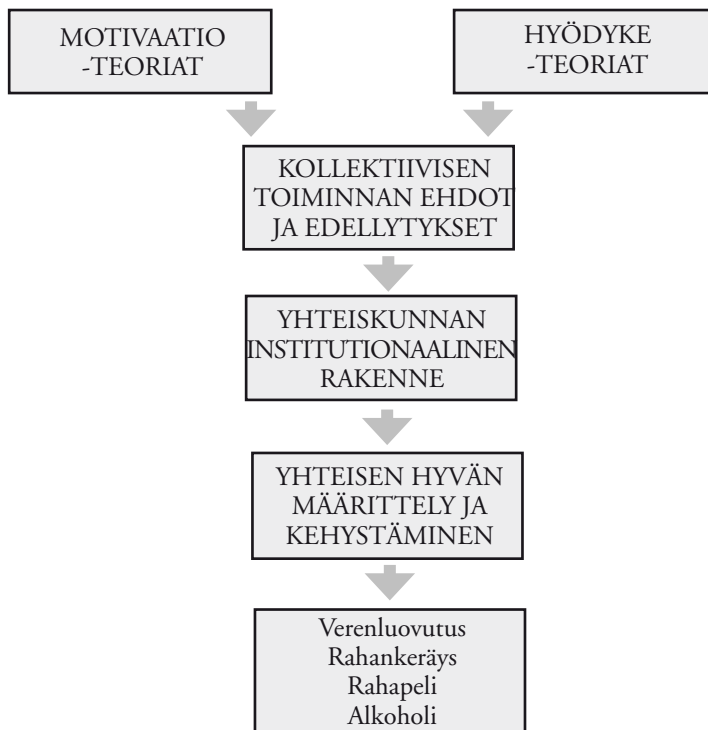 MOTIVAATIO
-TEORIAT
HYÖDYKE
-TEORIAT
KOLLEKTIIVISEN
TOIMINNAN EHDOT
JA EDELLYTYKSET
YHTEISKUNNAN
INSTITUTIONAALINEN
RAKENNE
YHTEISEN HYVÄN
MÄÄRITTELY JA
KEHYSTÄMINEN
Verenluovutus
Rahankeräys
Rahapeli
Alkoholi